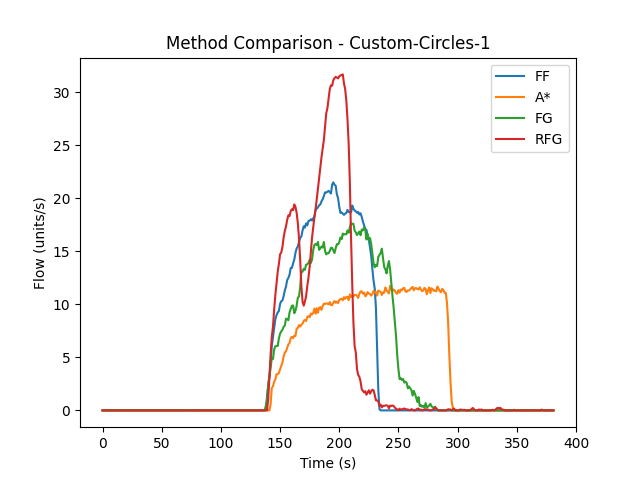 Method Comparison - Custom-Circles-1
FF
A*
FG
RFG
Flow (units/s)
30
25
20
15
10
5
0
0 50 100 150 200 250 300 350 400
Time (s)